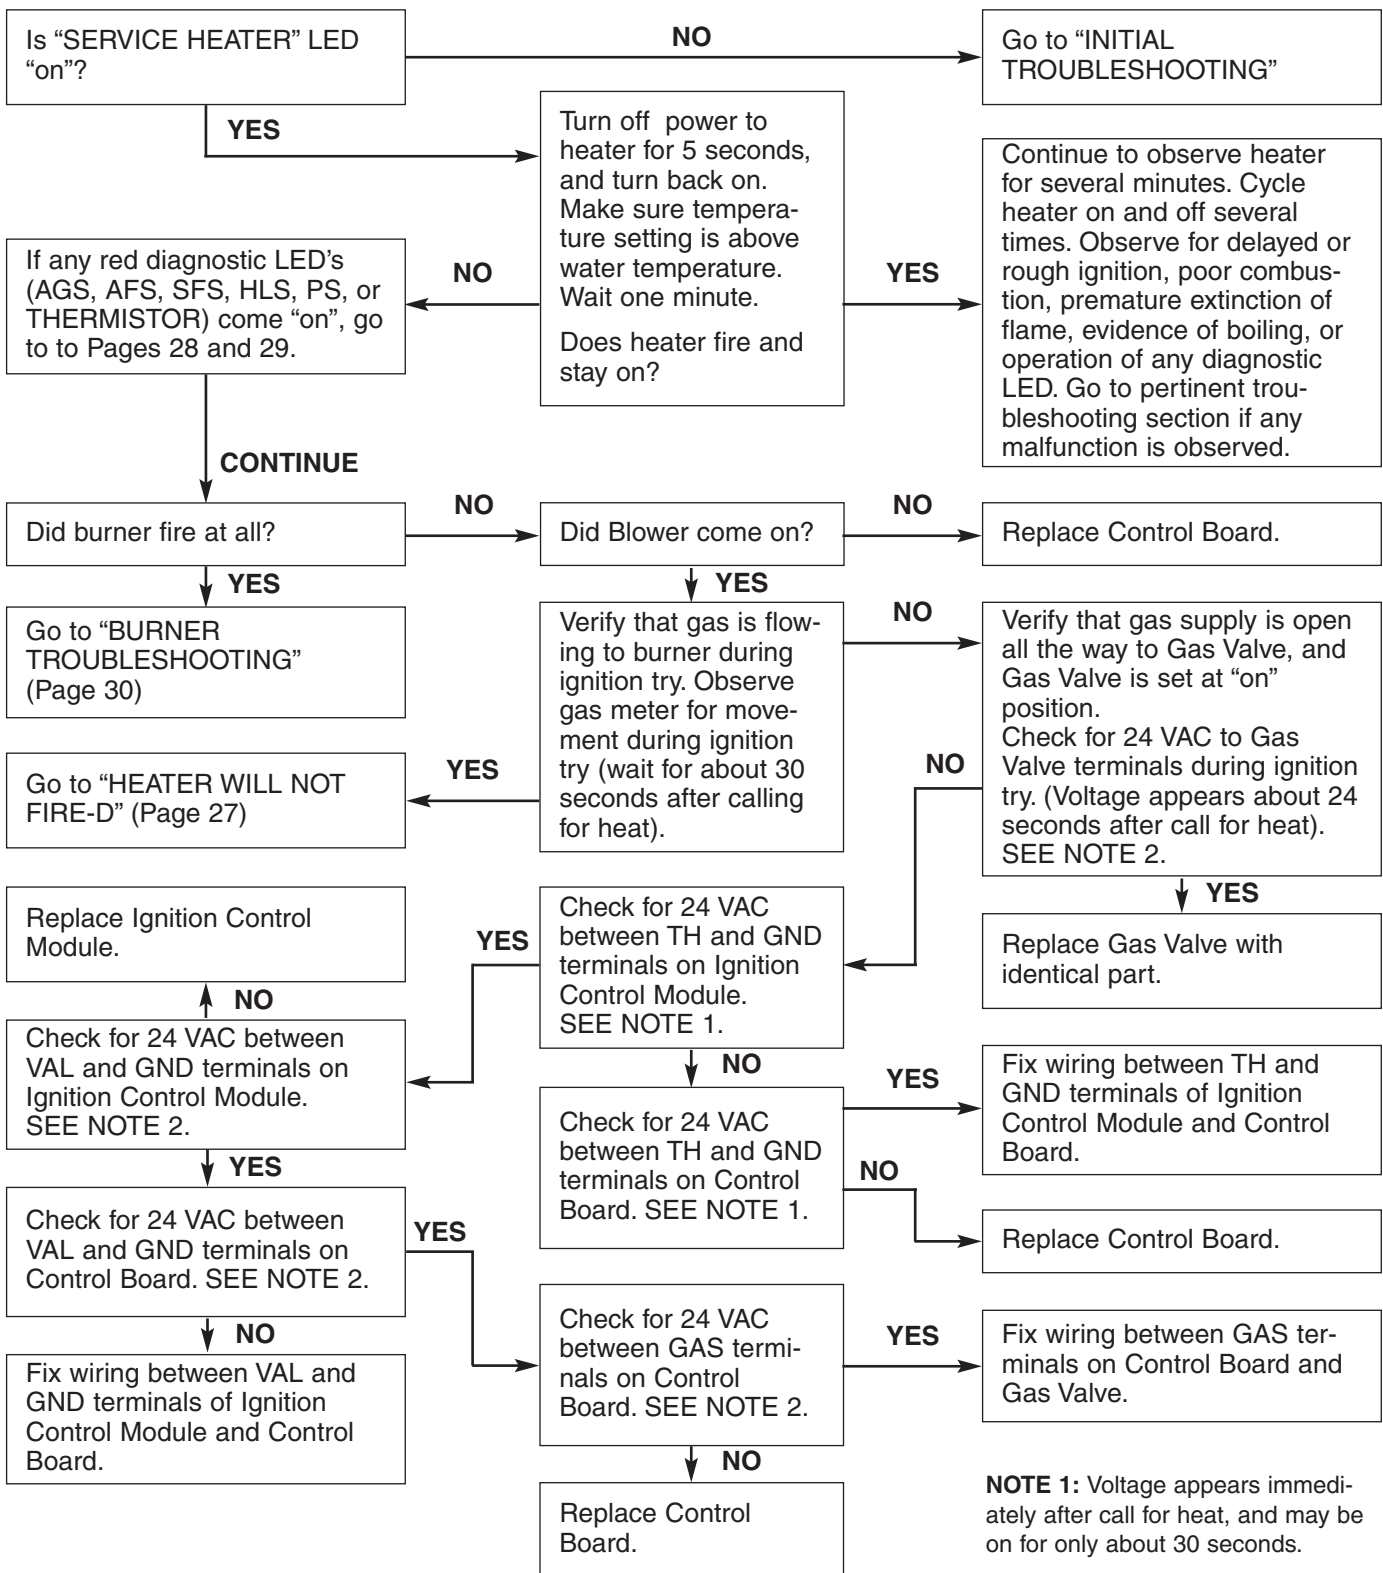 Is “SERVICE HEATER” LED
“on”?
NO
Go to “INITIAL
TROUBLESHOOTING”
YES
Turn off power to
heater for 5 seconds,
and turn back on.
Make sure tempera-
ture setting is above
water temperature.
Wait one minute.
Does heater fire and
stay on?
YES
Continue to observe heater
for several minutes. Cycle
heater on and off several
times. Observe for delayed or
rough ignition, poor combus-
tion, premature extinction of
flame, evidence of boiling, or
operation of any diagnostic
LED. Go to pertinent trou-
bleshooting section if any
malfunction is observed.
NO
If any red diagnostic LED’s
(AGS, AFS, SFS, HLS, PS, or
THERMISTOR) come “on”, go
to to Pages 28 and 29.
CONTINUE
Did burner fire at all?
NO
Did Blower come on?
NO
Replace Control Board.
YES
Go to “BURNER
TROUBLESHOOTING”
(Page 30)
YES
Verify that gas is flow-
ing to burner during
ignition try. Observe
gas meter for move-
ment during ignition
try (wait for about 30
seconds after calling
for heat).
NO
Verify that gas supply is open
all the way to Gas Valve, and
Gas Valve is set at “on”
position.
Check for 24 VAC to Gas
Valve terminals during ignition
try. (Voltage appears about 24
seconds after call for heat).
SEE NOTE 2.
YES
Go to “HEATER WILL NOT
FIRE-D” (Page 27)
NO
YES
Replace Gas Valve with
identical part.
Check for 24 VAC
between TH and GND
terminals on Ignition
Control Module.
SEE NOTE 1.
YES
Replace Ignition Control
Module.
NO
Check for 24 VAC between
VAL and GND terminals on
Ignition Control Module.
SEE NOTE 2.
NO
Check for 24 VAC
between TH and GND
terminals on Control
Board. SEE NOTE 1.
YES
Fix wiring between TH and
GND terminals of Ignition
Control Module and Control
Board.
NO
Replace Control Board.
YES
Check for 24 VAC between
VAL and GND terminals on
Control Board. SEE NOTE 2.
YES
Check for 24 VAC
between GAS termi-
nals on Control
Board. SEE NOTE 2.
YES
Fix wiring between GAS ter-
minals on Control Board and
Gas Valve.
NO
Fix wiring between VAL and
GND terminals of Ignition
Control Module and Control
Board.
NO
Replace Control
Board.
NOTE 1: Voltage appears immedi-
ately after call for heat, and may be
on for only about 30 seconds.